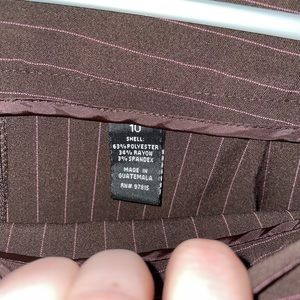 10
SHELL:
63% POLYESTER
34% RAYON
3% SPANDEX
MADE IN
GUATEMALA
RN# 97815